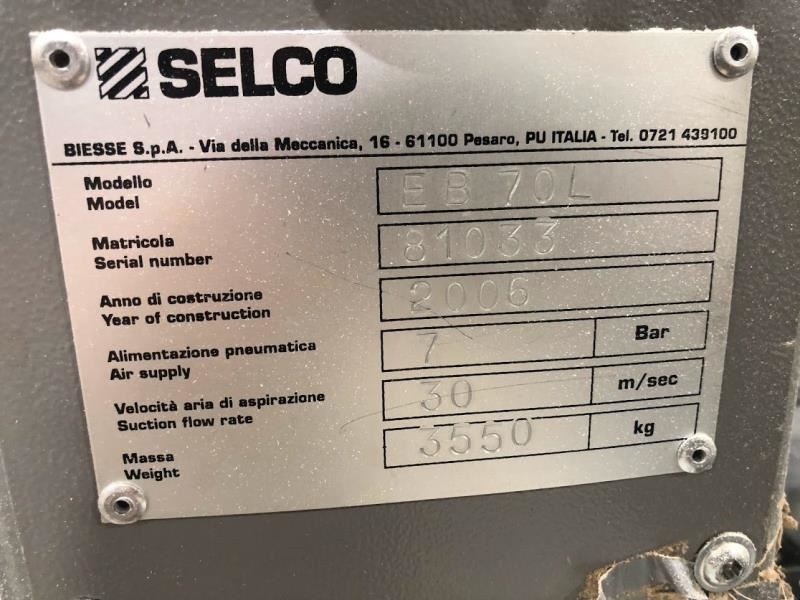 SELCO
BIESSE S.p.A. - Via della Meccanica, 16 - 61100 Pesaro, PU ITALIA - Tel. 0721 439100
Modello
Model
EB 70L
Matricola
Serial number
81033
Anno di costruzione
Year of construction
2006
Alimentazione pneumatica
Air supply
7 Bar
Velocità aria di aspirazione
Suction flow rate
30 m/sec
Massa
Weight
3550 kg